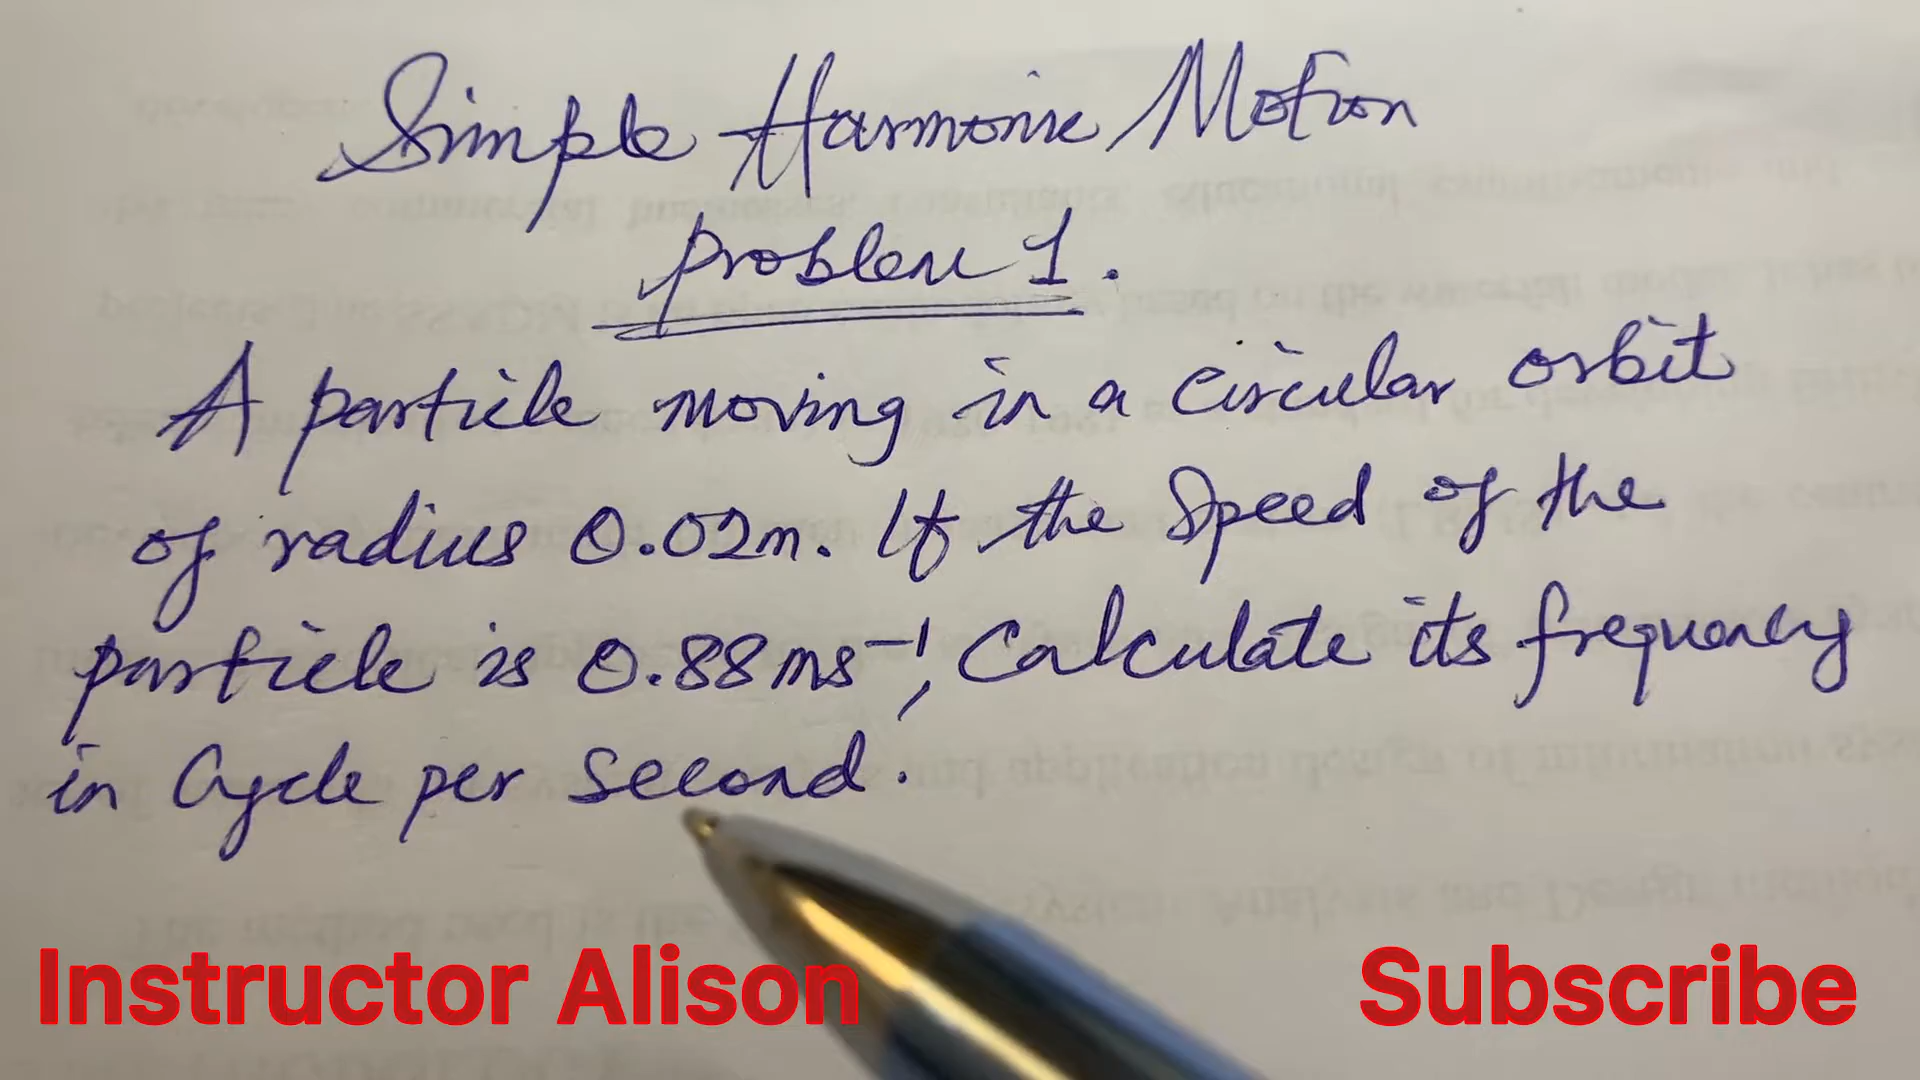 Simple Harmonic Motion
problem 1.
A particle moving in a circular orbit
of radius 0.02m. If the speed of the
particle is 0.88ms⁻¹, Calculate its frequency
in Cycle per Second.
Instructor Alison
Subscribe